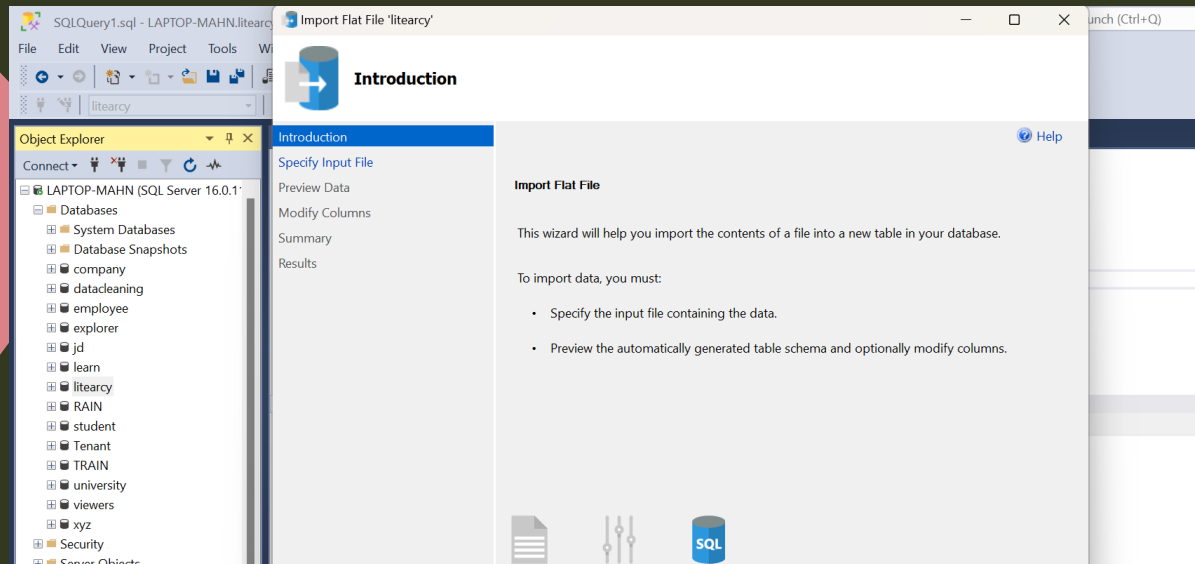 SQLQuery1.sql - LAPTOP-MAHN.litearcy
Import Flat File 'litearcy'
unch (Ctrl+Q)
File Edit View Project Tools Wi
litearcy
Introduction
Object Explorer
Connect
LAPTOP-MAHN (SQL Server 16.0.1
Databases
System Databases
Database Snapshots
company
datacleaning
employee
explorer
jd
learn
litearcy
RAIN
student
Tenant
TRAIN
university
viewers
xyz
Security
Server Objects
Introduction
Specify Input File
Preview Data
Modify Columns
Summary
Results
Help
Import Flat File
This wizard will help you import the contents of a file into a new table in your database.
To import data, you must:
• Specify the input file containing the data.
• Preview the automatically generated table schema and optionally modify columns.
SQL